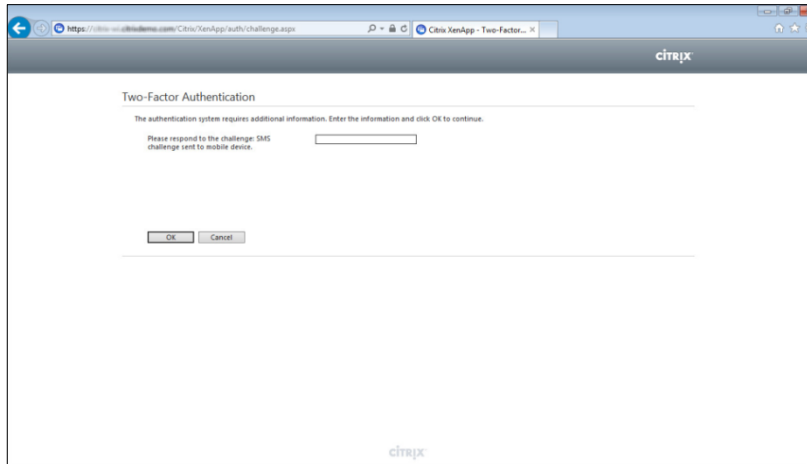 https:// .com/Citrix/XenApp/auth/challenge.aspx
Citrix XenApp - Two-Factor...
CITRIX
Two-Factor Authentication
The authentication system requires additional information. Enter the information and click OK to continue.
Please respond to the challenge: SMS
challenge sent to mobile device.
OK Cancel
CITRIX